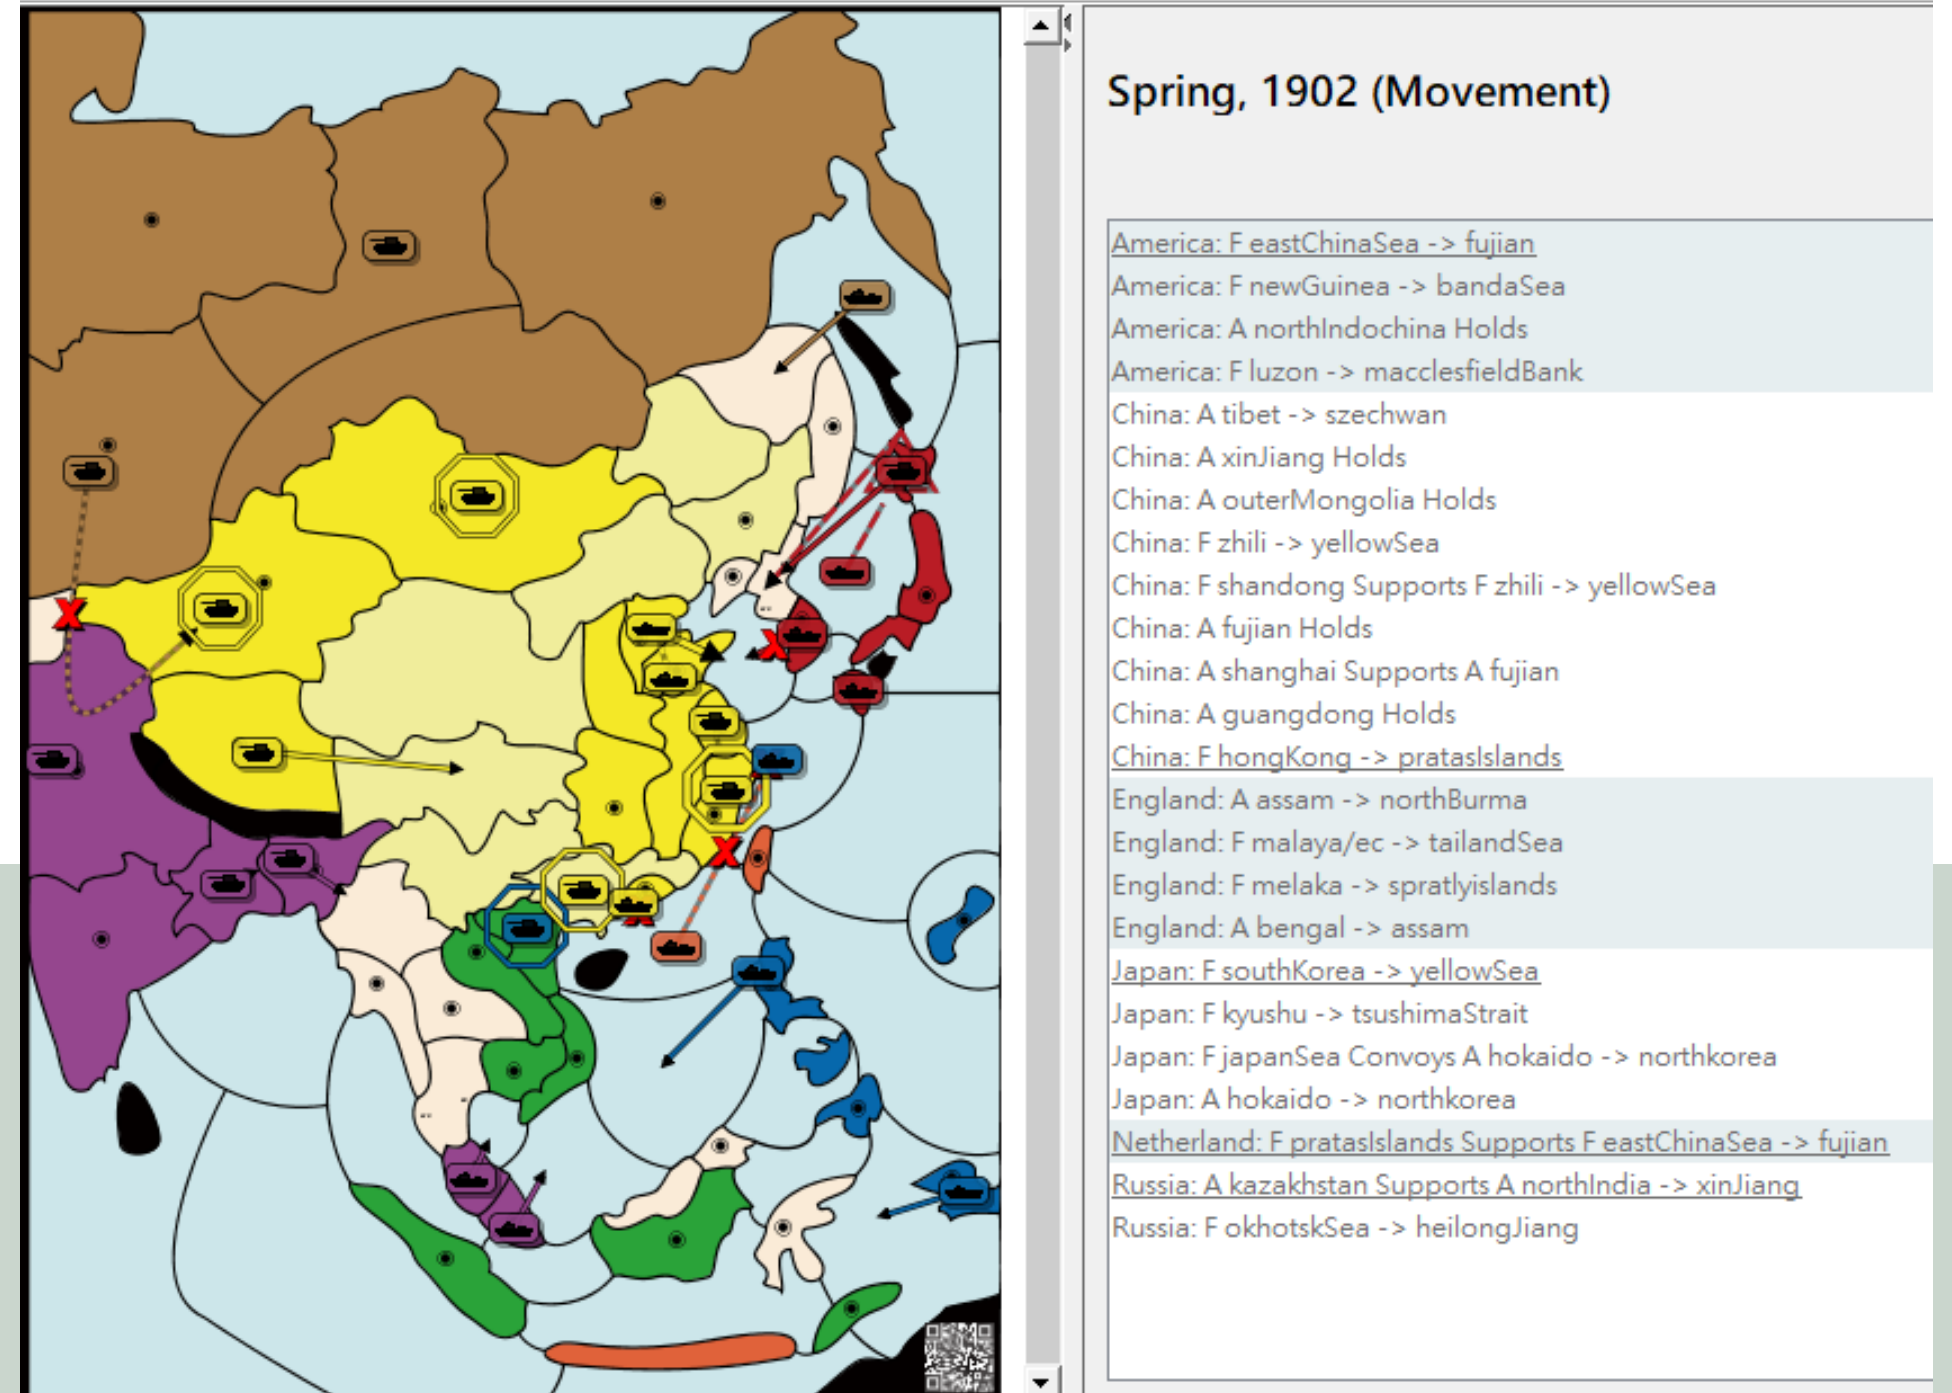 Spring, 1902 (Movement)
America: F eastChinaSea -> fujian
America: F newGuinea -> bandaSea
America: A northIndochina Holds
America: F luzon -> macclesfieldBank
China: A tibet -> szechwan
China: A xinJiang Holds
China: A outerMongolia Holds
China: F zhili -> yellowSea
China: F shandong Supports F zhili -> yellowSea
China: A fujian Holds
China: A shanghai Supports A fujian
China: A guangdong Holds
China: F hongKong -> pratasIslands
England: A assam -> northBurma
England: F malaya/ec -> tailandSea
England: F melaka -> spratlyislands
England: A bengal -> assam
Japan: F southKorea -> yellowSea
Japan: F kyushu -> tsushimaStrait
Japan: F japanSea Convoys A hokaido -> northkorea
Japan: A hokaido -> northkorea
Netherland: F pratasIslands Supports F eastChinaSea -> fujian
Russia: A kazakhstan Supports A northIndia -> xinJiang
Russia: F okhotskSea -> heilongJiang